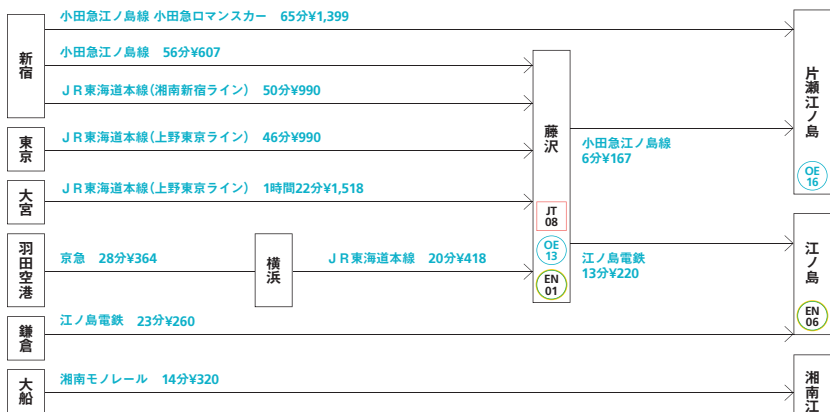 新宿
小田急江ノ島線 小田急ロマンスカー 65分¥1,399
小田急江ノ島線 56分¥607
ＪＲ東海道本線（湘南新宿ライン） 50分¥990
東京
ＪＲ東海道本線（上野東京ライン） 46分¥990
大宮
ＪＲ東海道本線（上野東京ライン） 1時間22分¥1,518
羽田空港
京急 28分¥364
横浜
ＪＲ東海道本線 20分¥418
藤沢
JT
08
OE
13
EN
01
小田急江ノ島線
6分¥167
片瀬江ノ島
OE
16
江ノ島電鉄
13分¥220
江ノ島
EN
06
鎌倉
江ノ島電鉄 23分¥260
大船
湘南モノレール 14分¥320
湘南江